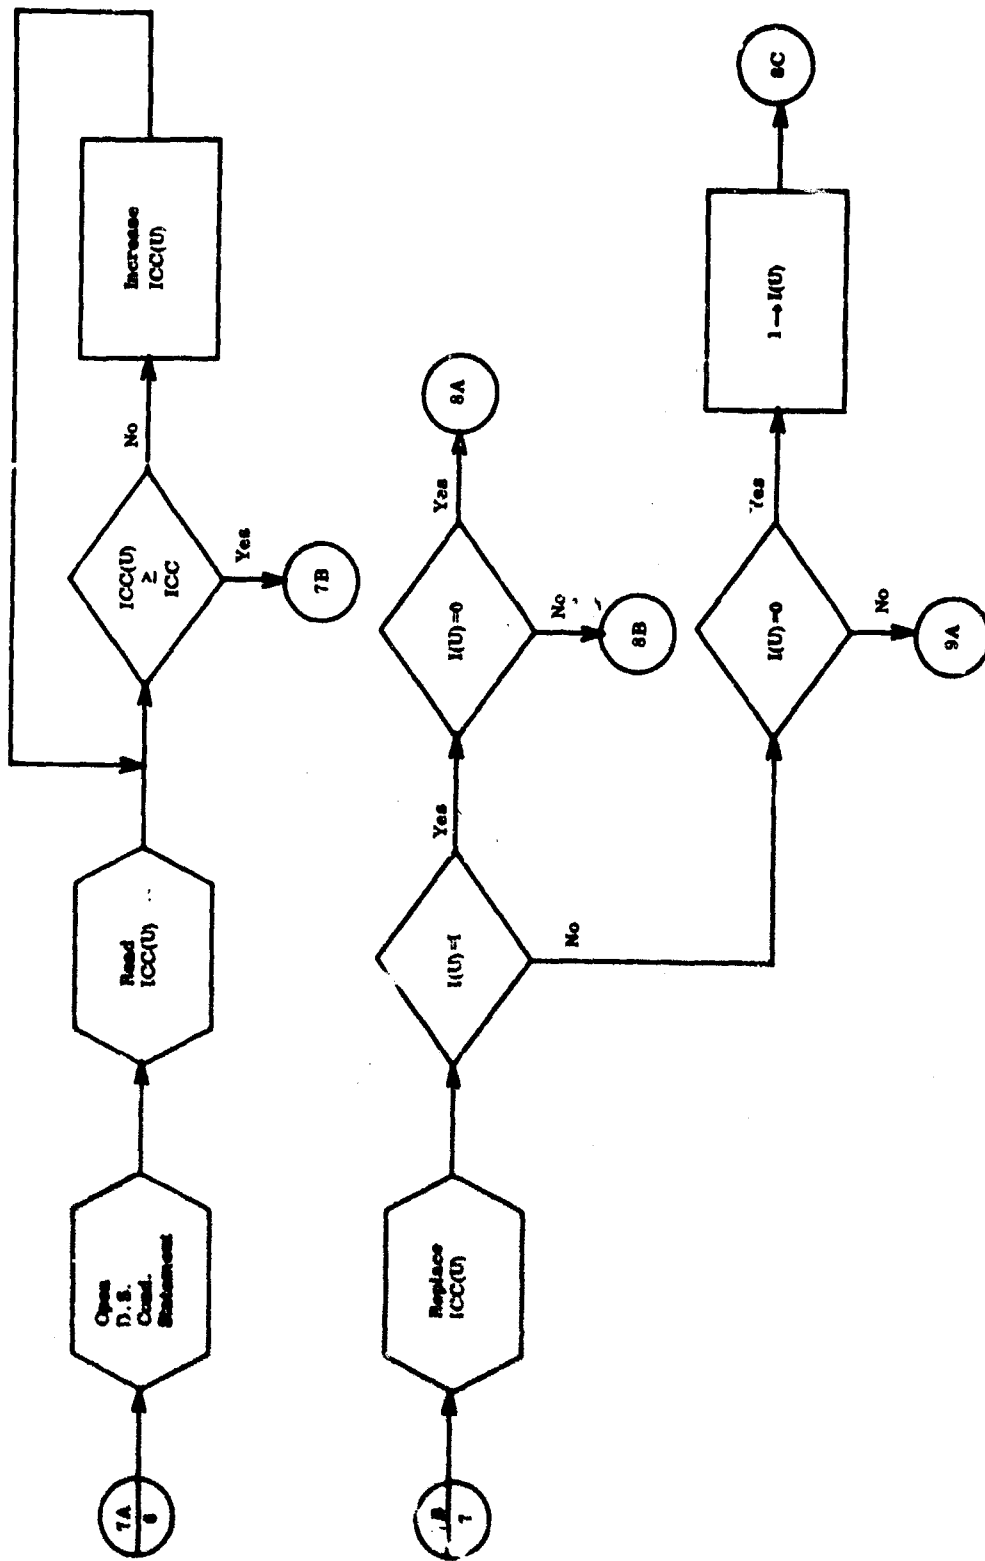 7A
6
Open
D.S.
Cond.
Statement
Read
ICC(U)
ICC(U)
≥
ICC
No
Increase
ICC(U)
Yes
7B
B
7
Replace
ICC(U)
I(U)=1
Yes
I(U)=0
Yes
8A
No
8B
No
I(U)=0
Yes
1→I(U)
8C
No
9A